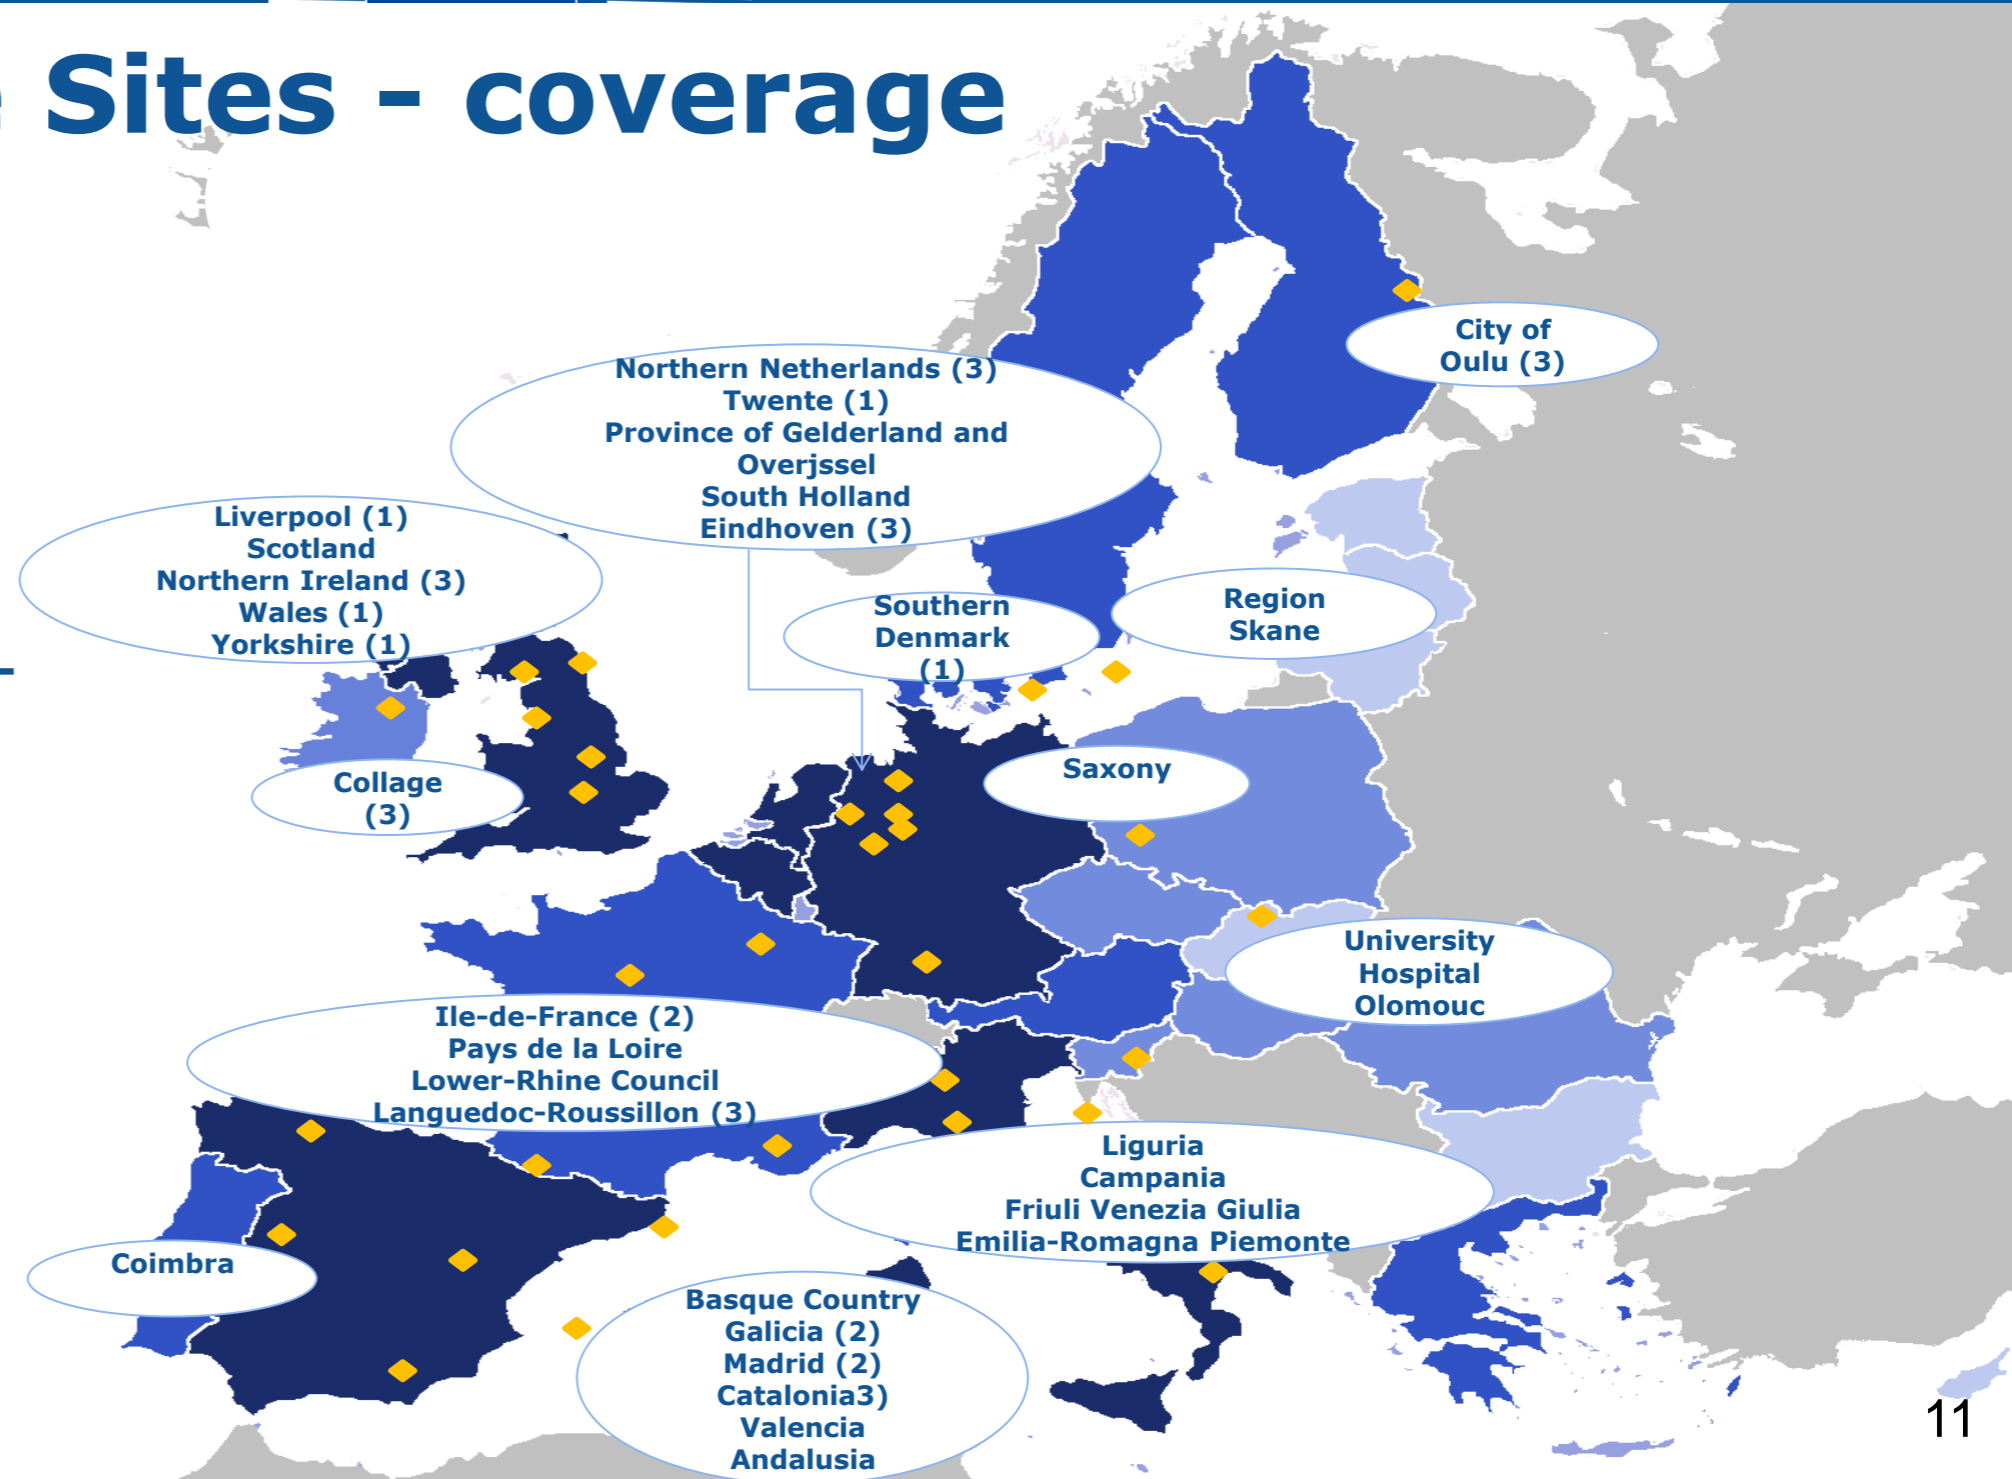 e Sites - coverage
City of
Oulu (3)
Northern Netherlands (3)
Twente (1)
Province of Gelderland and
Overjssel
South Holland
Eindhoven (3)
Liverpool (1)
Scotland
Northern Ireland (3)
Wales (1)
Yorkshire (1)
Southern
Denmark
(1)
Region
Skane
Collage
(3)
Saxony
University
Hospital
Olomouc
Ile-de-France (2)
Pays de la Loire
Lower-Rhine Council
Languedoc-Roussillon (3)
Liguria
Campania
Friuli Venezia Giulia
Emilia-Romagna Piemonte
Coimbra
Basque Country
Galicia (2)
Madrid (2)
Catalonia3)
Valencia
Andalusia
11